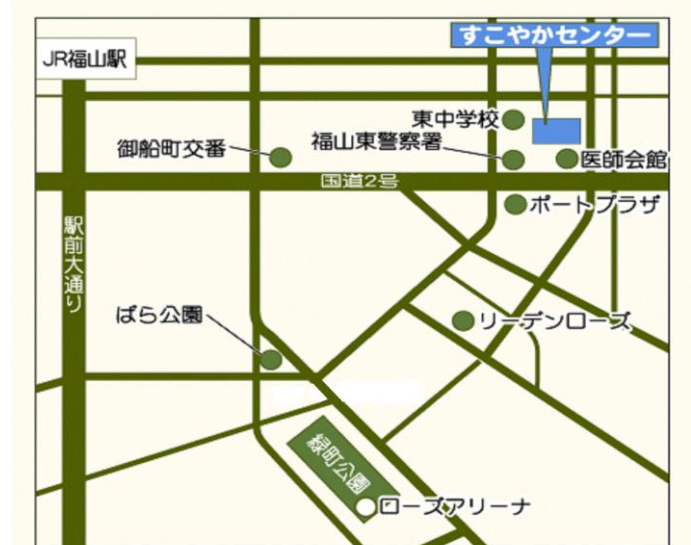 すこやかセンター
JR福山駅
東中学校
福山東警察署
御船町交番
医師会館
国道2号
ポートプラザ
駅前大通り
ばら公園
リーデンローズ
緑町公園
ローズアリーナ